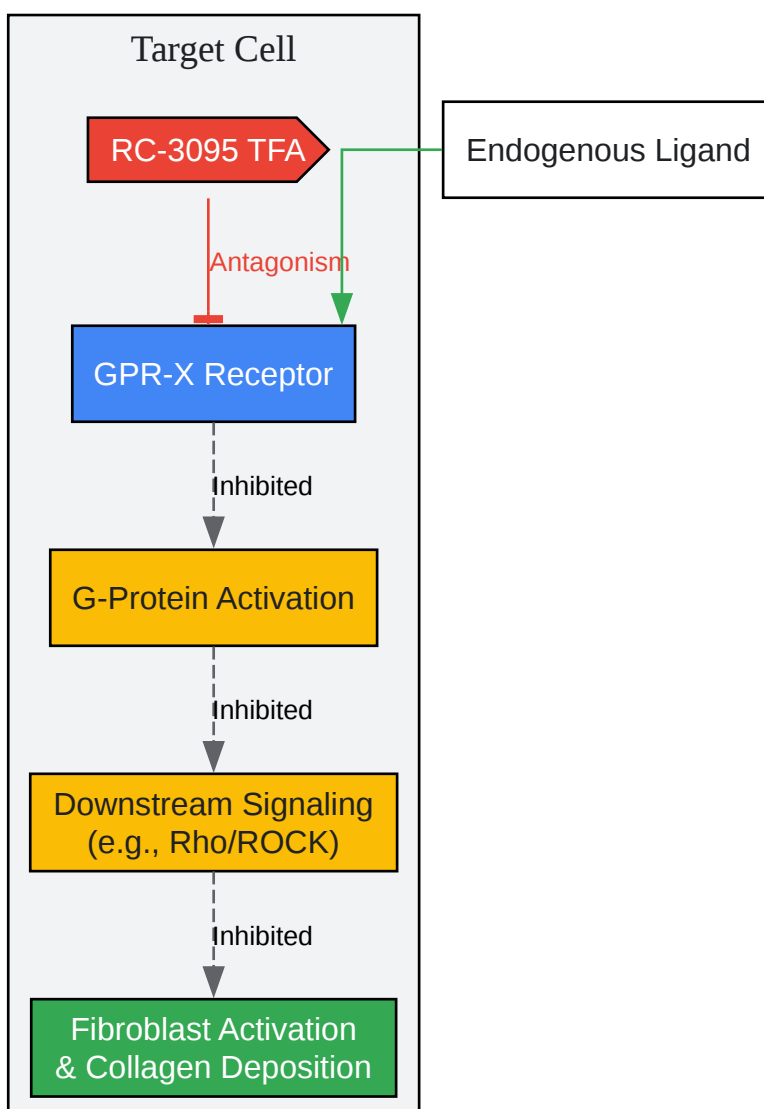 Target Cell
RC-3095 TFA
Endogenous Ligand
Antagonism
GPR-X Receptor
Inhibited
G-Protein Activation
Inhibited
Downstream Signaling
(e.g., Rho/ROCK)
Inhibited
Fibroblast Activation
& Collagen Deposition